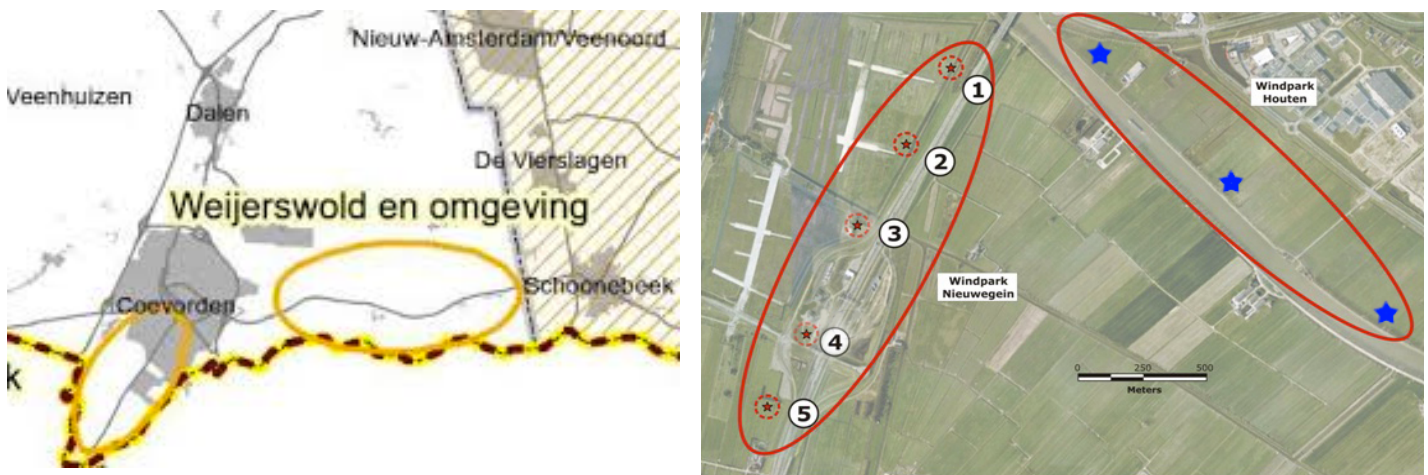 Nieuw-Amsterdam/Veenoord
Veenhuizen
Dalen
De Vierslagen
Weijerswold en omgeving
Schoonebeek
Coevorden
k
1
2
3
4
5
Windpark
Houten
Windpark
Nieuwegein
0 250 500
Meters